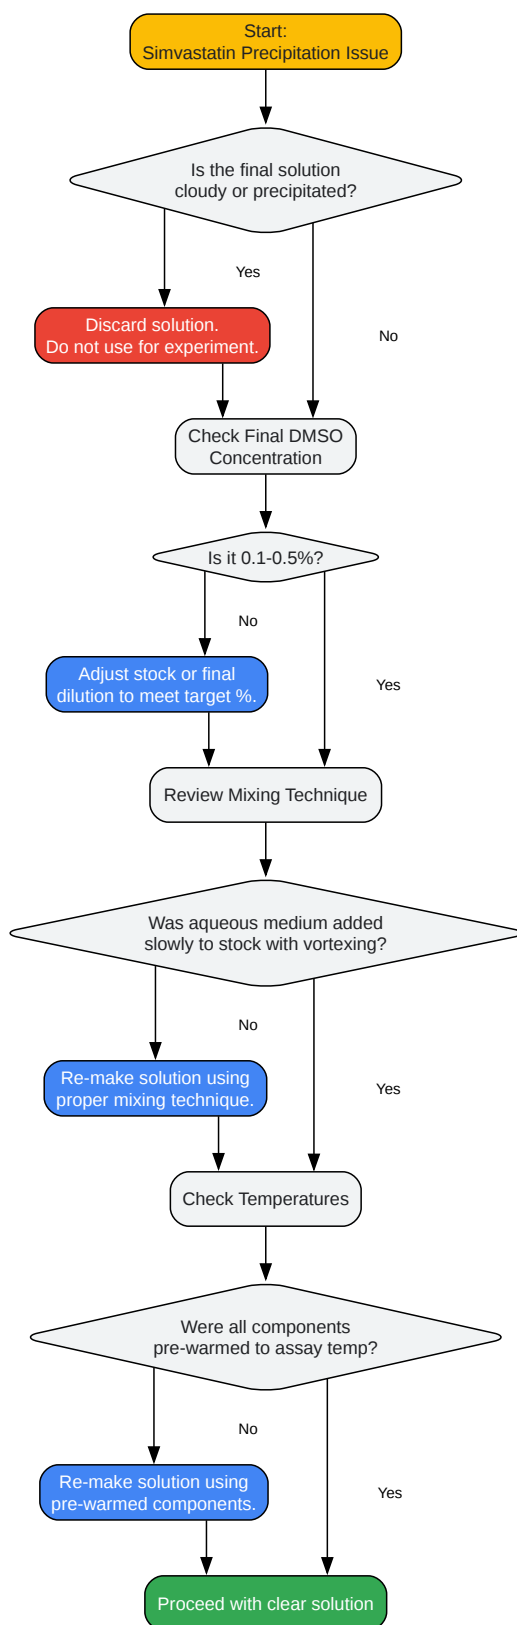 Start:
Simvastatin Precipitation Issue
Is the final solution
cloudy or precipitated?
Yes
Discard solution.
Do not use for experiment.
No
Check Final DMSO
Concentration
Is it 0.1-0.5%?
No
Adjust stock or final
dilution to meet target %.
Yes
Review Mixing Technique
Was aqueous medium added
slowly to stock with vortexing?
No
Re-make solution using
proper mixing technique.
Yes
Check Temperatures
Were all components
pre-warmed to assay temp?
No
Re-make solution using
pre-warmed components.
Yes
Proceed with clear solution